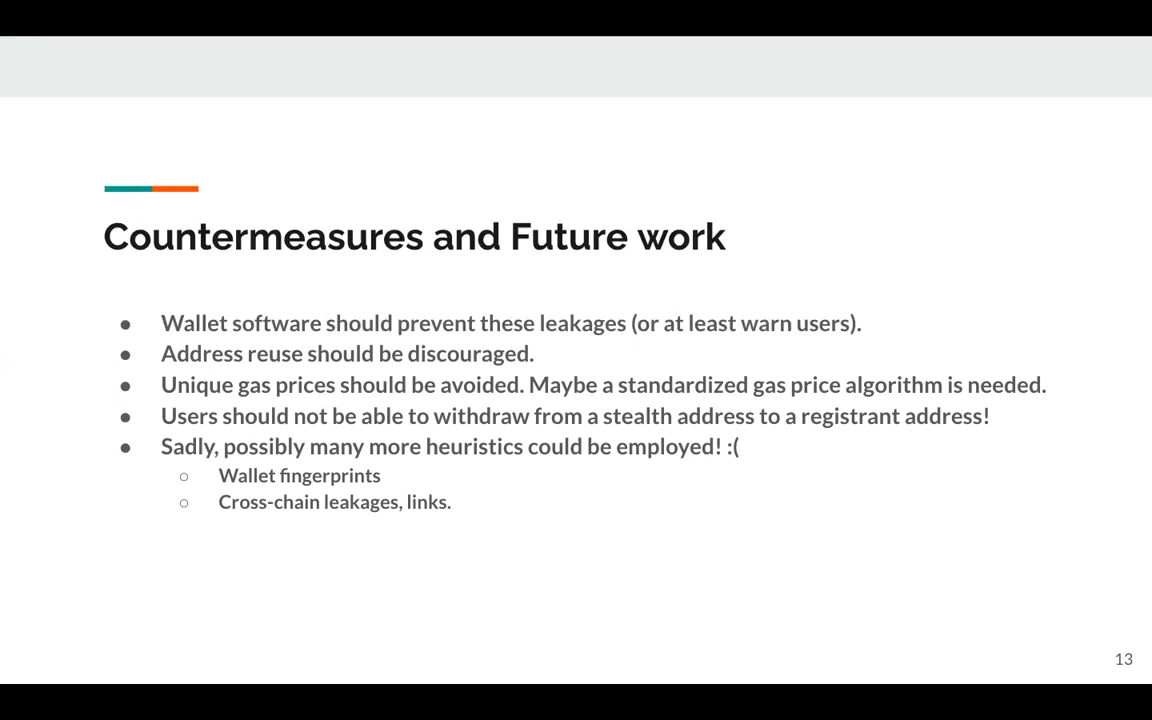 Countermeasures and Future work
● Wallet software should prevent these leakages (or at least warn users).
● Address reuse should be discouraged.
● Unique gas prices should be avoided. Maybe a standardized gas price algorithm is needed.
● Users should not be able to withdraw from a stealth address to a registrant address!
● Sadly, possibly many more heuristics could be employed! :(
○ Wallet fingerprints
○ Cross-chain leakages, links.
13